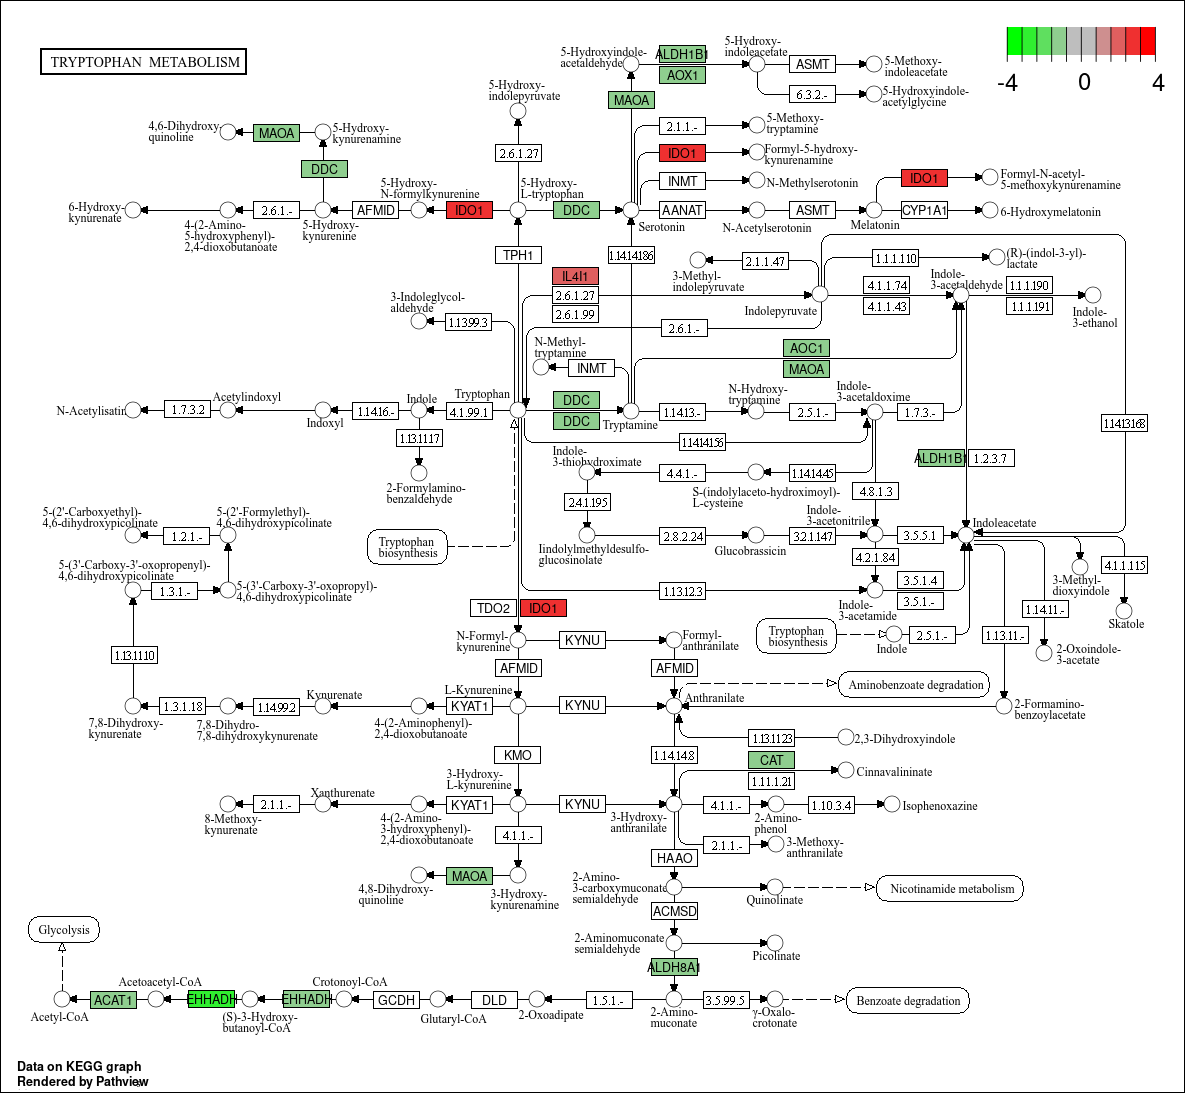 TRYPTOPHAN METABOLISM
-4
0
4
5-Hydroxyindole-
acetaldehyde
ALDH1B1
AOX1
5-Hydroxy-
indoleacetate
ASMT
5-Methoxy-
indoleacetate
6.3.2.-
5-Hydroxyindole-
acetylglycine
MAOA
5-Hydroxy-
indolepyruvate
2.6.1.27
4,6-Dihydroxy-
quinoline
MAOA
5-Hydroxy-
kynurenamine
DDC
2.1.1.-
5-Methoxy-
tryptamine
IDO1
Formyl-5-hydroxy-
kynurenamine
INMT
N-Methylserotonin
IDO1
Formyl-N-acetyl-
5-methoxykynurenamine
6-Hydroxy-
kynurenate
4-(2-Amino-
5-hydroxyphenyl)-
2,4-dioxobutanoate
2.6.1.-
5-Hydroxy-
kynurenine
AFMID
5-Hydroxy-
N-formylkynurenine
IDO1
5-Hydroxy-
L-tryptophan
DDC
Serotonin
AANAT
N-Acetylserotonin
ASMT
Melatonin
CYP1A1
6-Hydroxymelatonin
TPH1
1.14.14.186
IL4I1
2.6.1.27
2.6.1.99
3-Methyl-
indolepyruvate
2.1.1.47
1.1.1.110
(R)-(indol-3-yl)-
lactate
Indolepyruvate
4.1.1.74
4.1.1.43
Indole-
3-acetaldehyde
1.1.1.190
1.1.1.191
Indole-
3-ethanol
3-Indoleglycol-
aldehyde
1.13.99.3
2.6.1.-
N-Methyl-
tryptamine
INMT
AOC1
MAOA
N-Acetylisatin
1.7.3.2
Acetylindoxyl
Indoxyl
1.14.16.-
Indole
4.1.99.1
Tryptophan
DDC
DDC
Tryptamine
1.14.13.-
N-Hydroxy-
tryptamine
2.5.1.-
Indole-
3-acetaldoxime
1.7.3.-
1.14.13.168
1.13.11.17
2-Formylamino-
benzaldehyde
1.14.14.156
ALDH1B1
1.2.3.7
Indole-
3-thiohydroximate
4.4.1.-
S-(indolylaceto-hydroximoyl)-
L-cysteine
1.14.14.45
4.8.1.3
2.4.1.195
Iindolylmethyldesulfo-
glucosinolate
2.8.2.24
Glucobrassicin
3.2.1.147
Indole-
3-acetonitrile
3.5.5.1
Indoleacetate
5-(2'-Carboxyethyl)-
4,6-dihydroxypicolinate
1.2.1.-
5-(2'-Formylethyl)-
4,6-dihydroxypicolinate
Tryptophan
biosynthesis
4.2.1.84
3.5.1.4
3.5.1.-
1.13.12.3
Indole-
3-acetamide
3-Methyl-
dioxyindole
4.1.1.115
Skatole
5-(3'-Carboxy-3'-oxopropenyl)-
4,6-dihydroxypicolinate
1.3.1.-
5-(3'-Carboxy-3'-oxopropyl)-
4,6-dihydroxypicolinate
TDO2
IDO1
Tryptophan
biosynthesis
Indole
2.5.1.-
1.13.11.-
1.14.11.-
2-Oxoindole-
3-acetate
N-Formyl-
kynurenine
KYNU
Formyl-
anthranilate
1.13.11.10
AFMID
AFMID
Aminobenzoate degradation
7,8-Dihydroxy-
kynurenate
1.3.1.18
7,8-Dihydro-
7,8-dihydroxykynurenate
1.14.99.2
Kynurenate
4-(2-Aminophenyl)-
2,4-dioxobutanoate
KYAT1
L-Kynurenine
KYNU
Anthranilate
2-Formamino-
benzoylacetate
KMO
1.14.14.8
1.13.11.23
2,3-Dihydroxyindole
CAT
1.11.1.21
Cinnavalininate
8-Methoxy-
kynurenate
2.1.1.-
Xanthurenate
4-(2-Amino-
3-hydroxyphenyl)-
2,4-dioxobutanoate
3-Hydroxy-
L-kynurenine
KYAT1
KYNU
3-Hydroxy-
anthranilate
4.1.1.-
2-Amino-
phenol
1.10.3.4
Isophenoxazine
4.1.1.-
2.1.1.-
3-Methoxy-
anthranilate
4,8-Dihydroxy-
quinoline
MAOA
3-Hydroxy-
kynurenamine
HAAO
2-Amino-
3-carboxymuconate
semialdehyde
Quinolinate
Nicotinamide metabolism
ACMSD
2-Aminomuconate
semialdehyde
Picolinate
ALDH8A1
Glycolysis
Acetyl-CoA
ACAT1
Acetoacetyl-CoA
EHHADH
(S)-3-Hydroxy-
butanoyl-CoA
EHHADH
Crotonoyl-CoA
GCDH
Glutaryl-CoA
DLD
2-Oxoadipate
1.5.1.-
2-Amino-
muconate
3.5.99.5
γ-Oxalo-
crotonate
Benzoate degradation
Data on KEGG graph
Rendered by Pathview